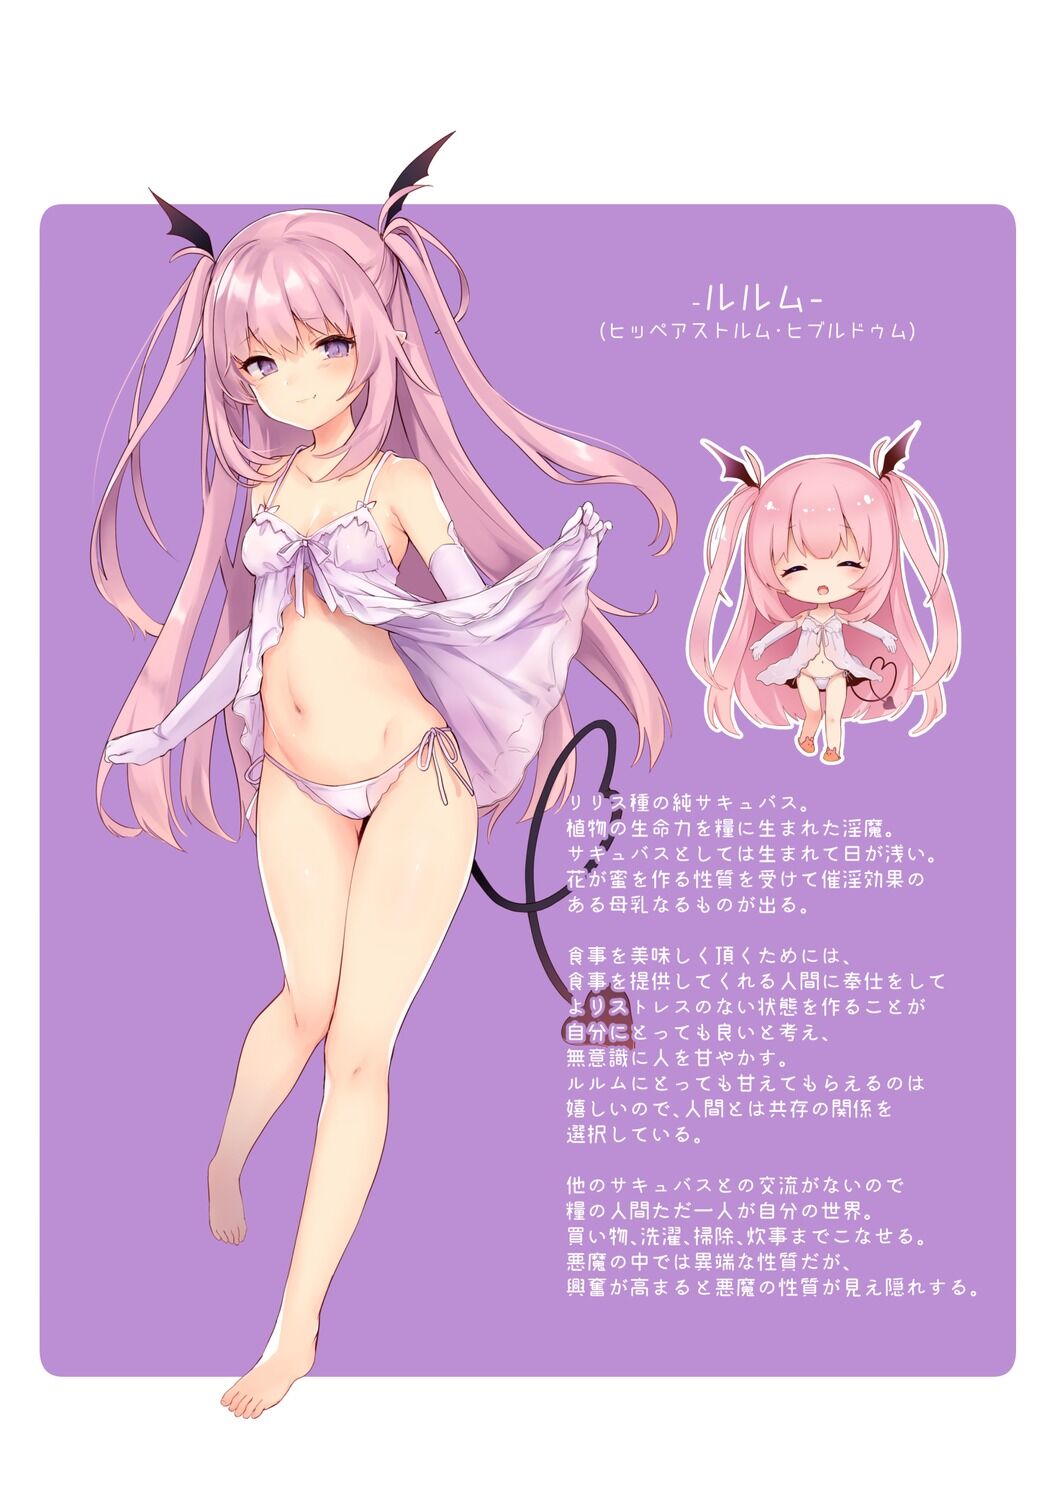 -ルルム-
(ヒッペアストルム・ヒブルドゥム)
リリス種の純サキュバス。
植物の生命力を糧に生まれた淫魔。
サキュバスとしては生まれて日が浅い。
花が蜜を作る性質を受けて催淫効果の
ある母乳なるものが出る。
食事を美味しく頂くためには、
食事を提供してくれる人間に奉仕をして
よりストレスのない状態を作ることが
自分にとっても良いと考え、
無意識に人を甘やかす。
ルルムにとっても甘えてもらえるのは
嬉しいので、人間とは共存の関係を
選択している。
他のサキュバスとの交流がないので
糧の人間ただ一人が自分の世界。
買い物、洗濯、掃除、炊事までこなせる。
悪魔の中では異端な性質だが、
興奮が高まると悪魔の性質が見え隠れする。